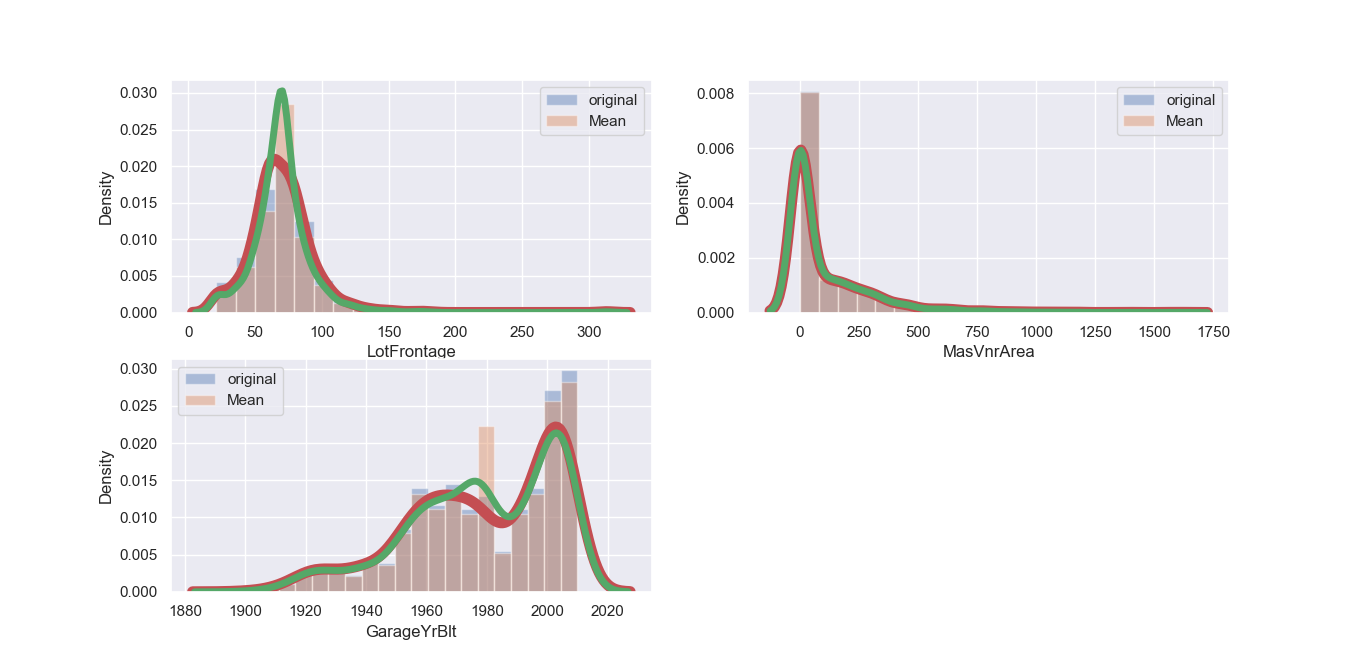 0.030
0.025
0.020
0.015
0.010
0.005
0.000
Density
0 50 100 150 200 250 300
LotFrontage
original
Mean
0.008
0.006
0.004
0.002
0.000
Density
0 250 500 750 1000 1250 1500 1750
MasVnrArea
original
Mean
0.030
0.025
0.020
0.015
0.010
0.005
0.000
Density
1880 1900 1920 1940 1960 1980 2000 2020
GarageYrBlt
original
Mean